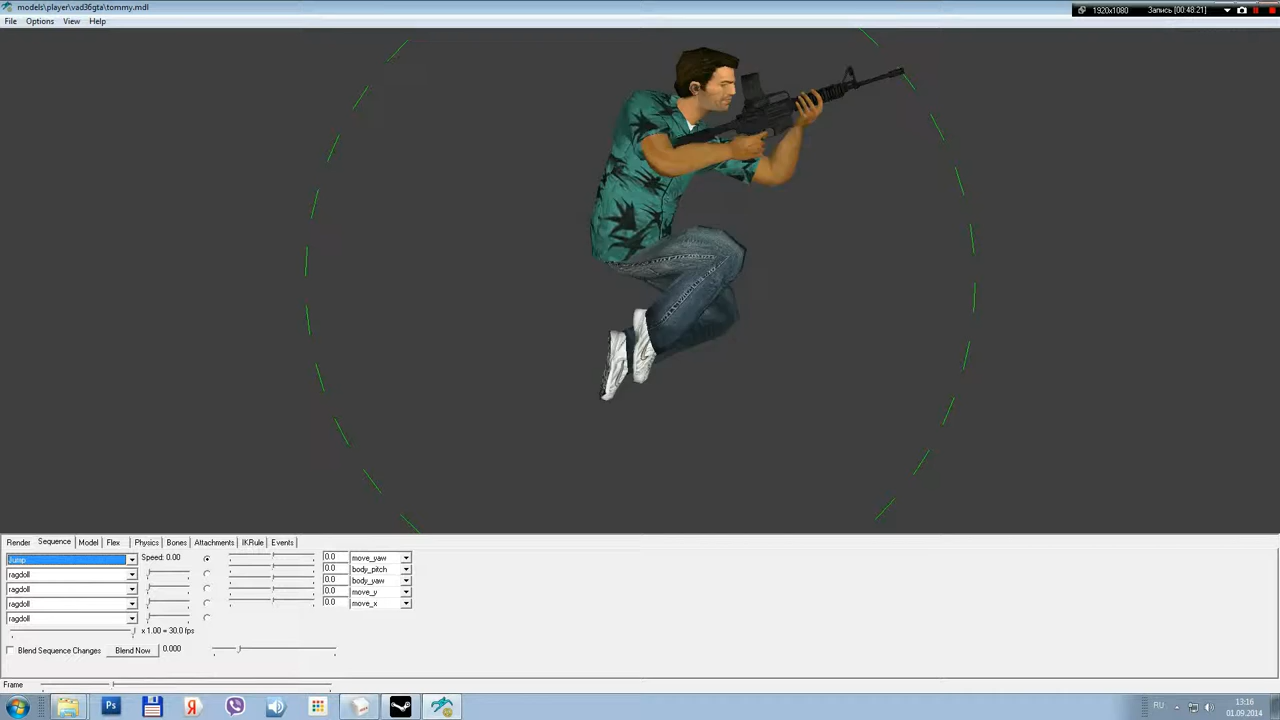 models\player\vad36gta\tommy.mdl
1920x1080 Запись [00:48:21]
File Options View Help
Render Sequence Model Flex Physics Bones Attachments IKRule Events
Jump Speed: 0.00 0.0 move_yaw
ragdoll 0.0 body_pitch
ragdoll 0.0 body_yaw
ragdoll 0.0 move_y
ragdoll 0.0 move_x
x 1.00 = 30.0 fps
Blend Sequence Changes Blend Now 0.000
Frame
Ps Я RU 13:16
01.09.2014